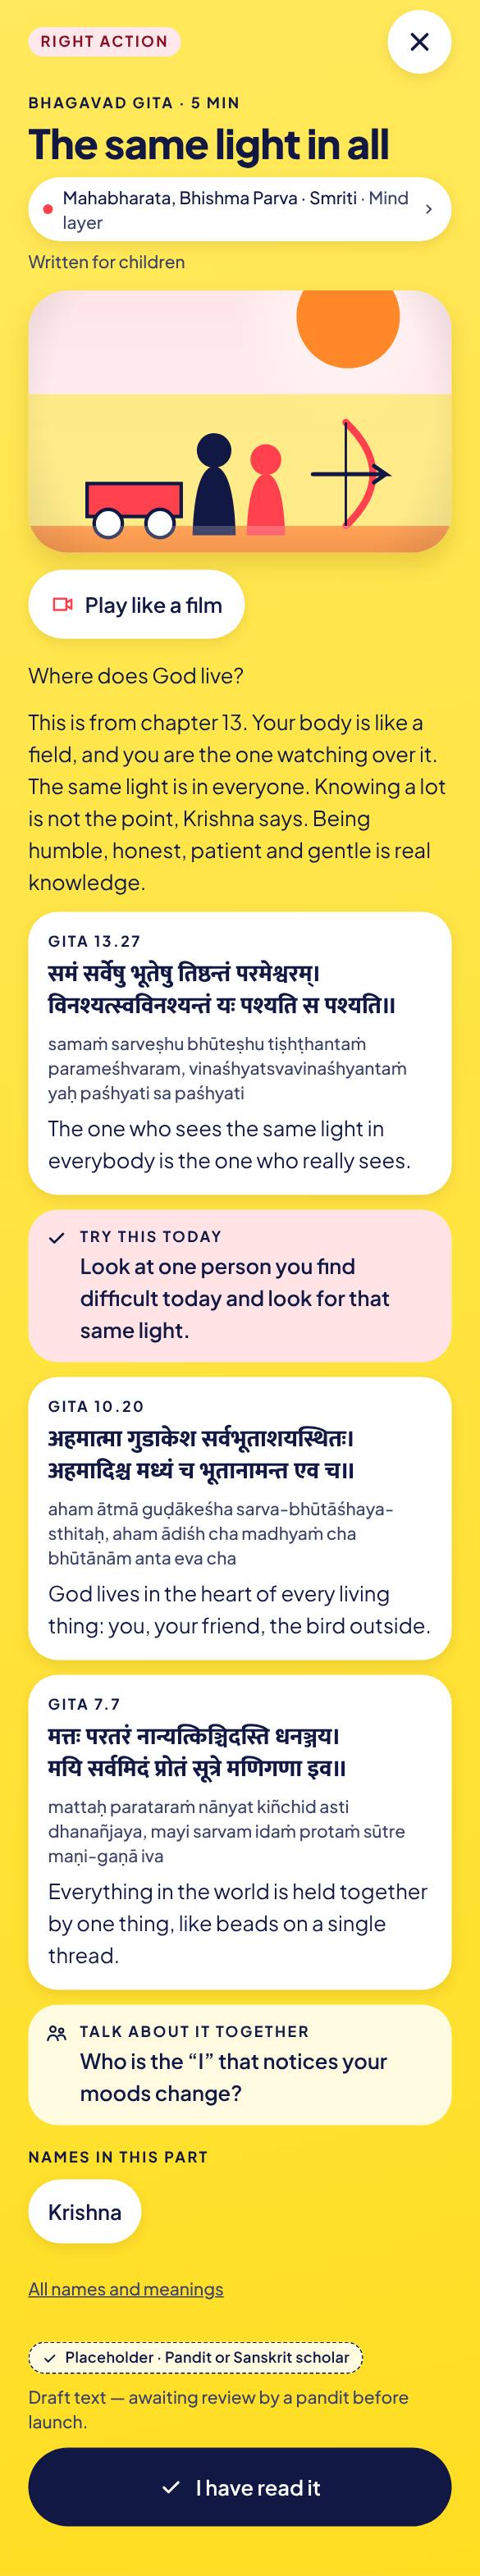 RIGHT ACTION
BHAGAVAD GITA · 5 MIN
The same light in all
Mahabharata, Bhishma Parva · Smriti · Mind
layer
Written for children
Play like a film
Where does God live?
This is from chapter 13. Your body is like a
field, and you are the one watching over it.
The same light is in everyone. Knowing a lot
is not the point, Krishna says. Being
humble, honest, patient and gentle is real
knowledge.
GITA 13.27
समं सर्वेषु भूतेषु तिष्ठन्तं परमेश्वरम्।
विनश्यत्स्वविनश्यन्तं यः पश्यति स पश्यति॥
samaṁ sarveṣhu bhūteṣhu tiṣhṭhantaṁ
parameśhvaram, vinaśhyatsvavinaśhyantaṁ
yaḥ paśhyati sa paśhyati
The one who sees the same light in
everybody is the one who really sees.
TRY THIS TODAY
Look at one person you find
difficult today and look for that
same light.
GITA 10.20
अहमात्मा गुडाकेश सर्वभूताशयस्थितः।
अहमादिश्च मध्यं च भूतानामन्त एव च॥
aham ātmā guḍākeśha sarva-bhūtāśhaya-
sthitaḥ, aham ādiśh cha madhyaṁ cha
bhūtānām anta eva cha
God lives in the heart of every living
thing: you, your friend, the bird outside.
GITA 7.7
मत्तः परतरं नान्यत्किञ्चिदस्ति धनञ्जय।
मयि सर्वमिदं प्रोतं सूत्रे मणिगणा इव॥
mattaḥ parataraṁ nānyat kiñchid asti
dhanañjaya, mayi sarvam idaṁ protaṁ sūtre
maṇi-gaṇā iva
Everything in the world is held together
by one thing, like beads on a single
thread.
TALK ABOUT IT TOGETHER
Who is the “I” that notices your
moods change?
NAMES IN THIS PART
Krishna
All names and meanings
Placeholder · Pandit or Sanskrit scholar
Draft text — awaiting review by a pandit before
launch.
I have read it